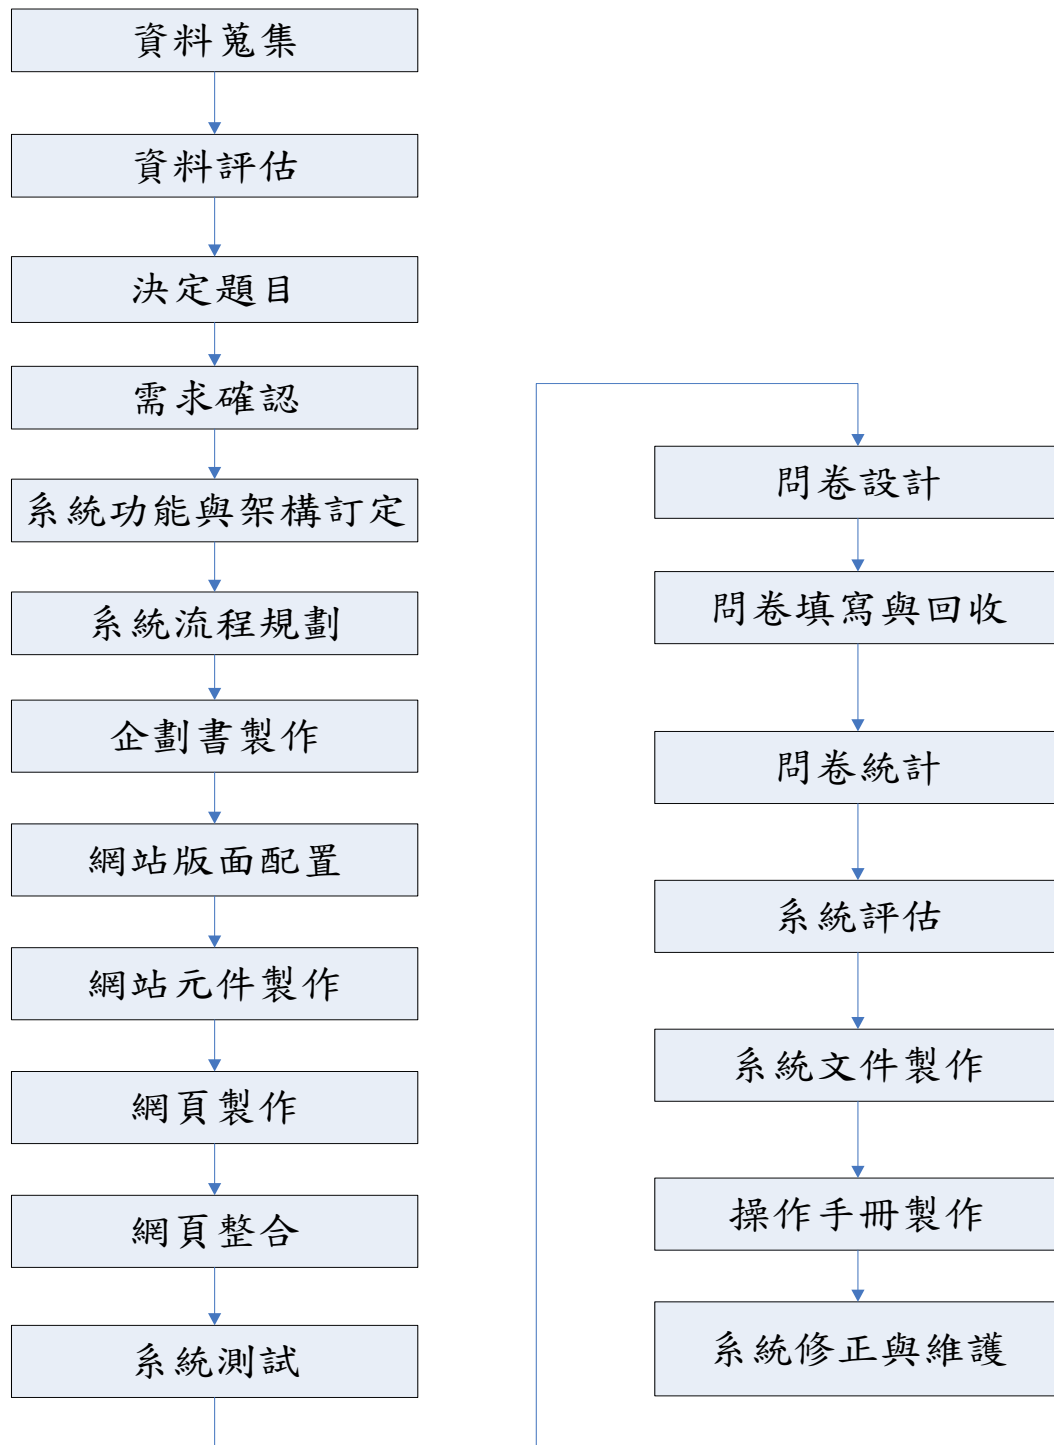 資料蒐集
資料評估
決定題目
需求確認
系統功能與架構訂定
系統流程規劃
企劃書製作
網站版面配置
網站元件製作
網頁製作
網頁整合
系統測試
問卷設計
問卷填寫與回收
問卷統計
系統評估
系統文件製作
操作手冊製作
系統修正與維護